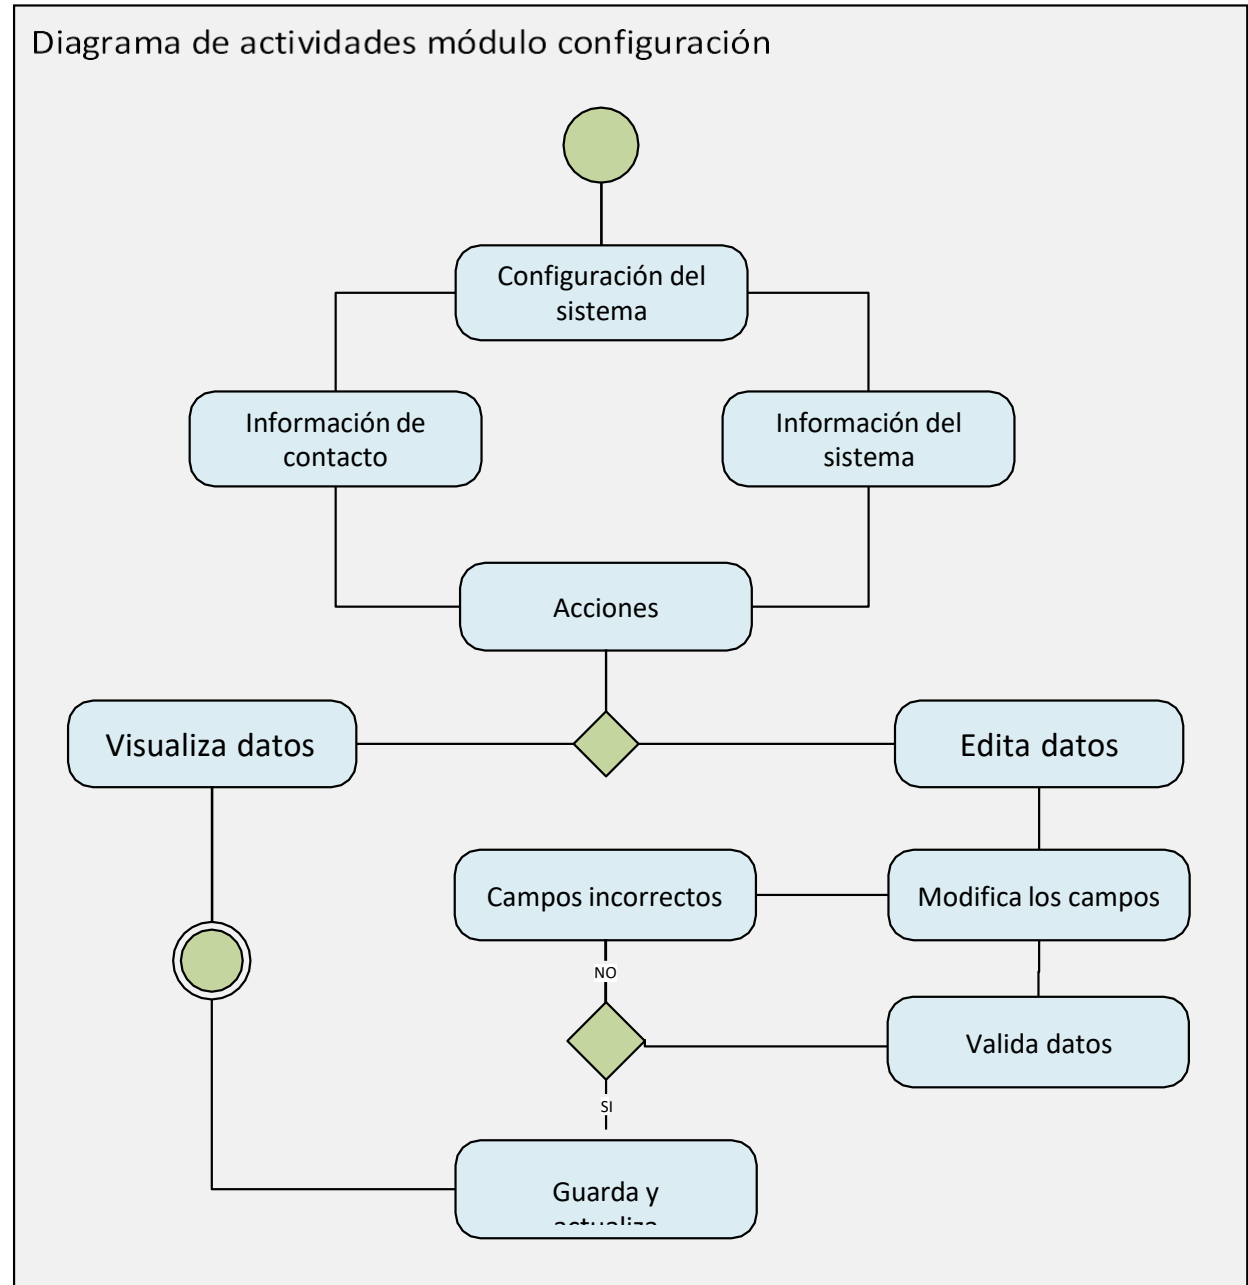 Diagrama de actividades módulo configuración
Configuración del
sistema
Información de
contacto
Información del
sistema
Acciones
Visualiza datos
Edita datos
Campos incorrectos
Modifica los campos
NO
Valida datos
SI
Guarda y
actualiza